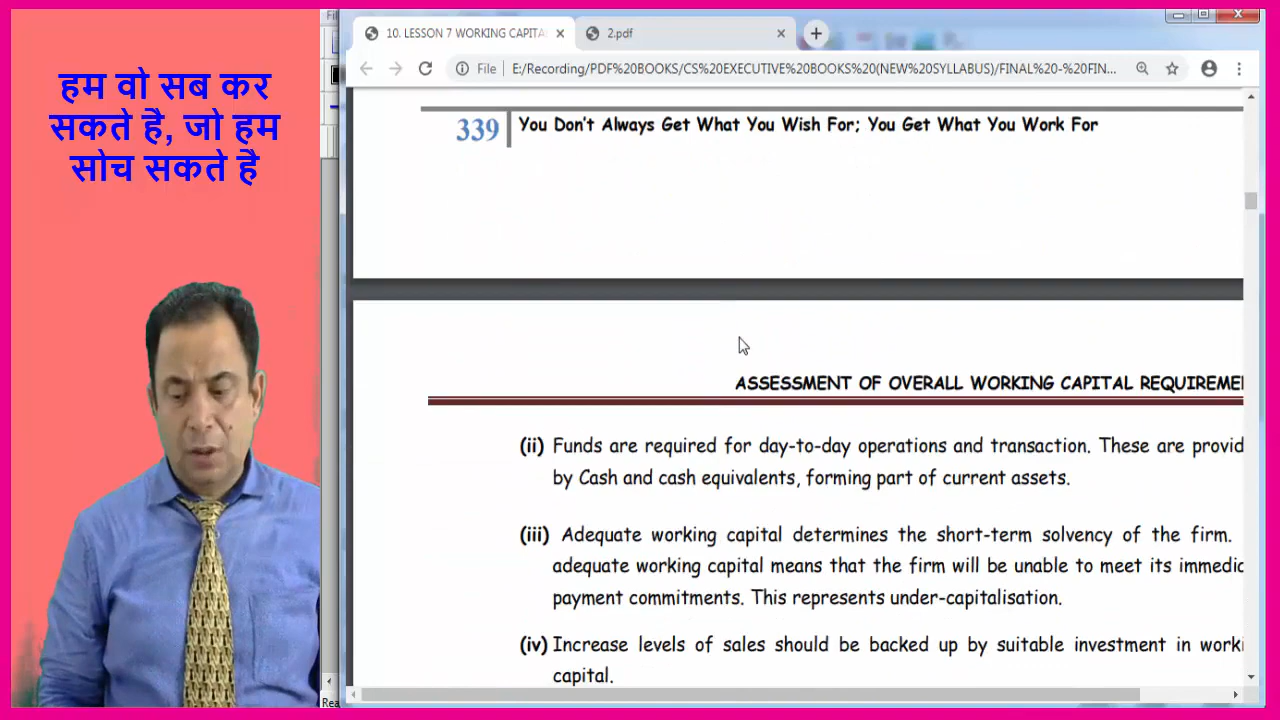 हम वो सब कर
सकते है, जो हम
सोच सकते है
10. LESSON 7 WORKING CAPITA
2.pdf
File
E:/Recording/PDF%20BOOKS/CS%20EXECUTIVE%20BOOKS%20(NEW%20SYLLABUS)/FINAL%20-%20FIN...
339
You Don't Always Get What You Wish For; You Get What You Work For
ASSESSMENT OF OVERALL WORKING CAPITAL REQUIREME
(ii) Funds are required for day-to-day operations and transaction. These are provid
by Cash and cash equivalents, forming part of current assets.
(iii) Adequate working capital determines the short-term solvency of the firm.
adequate working capital means that the firm will be unable to meet its immedi
payment commitments. This represents under-capitalisation.
(iv) Increase levels of sales should be backed up by suitable investment in work
capital.
Rea